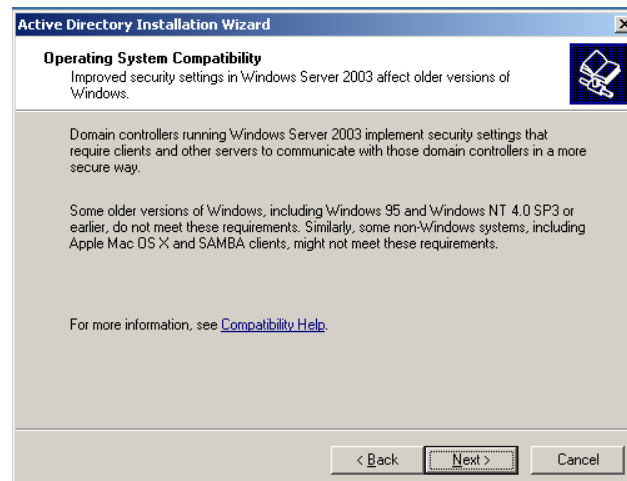 Active Directory Installation Wizard
Operating System Compatibility
Improved security settings in Windows Server 2003 affect older versions of
Windows.
Domain controllers running Windows Server 2003 implement security settings that
require clients and other servers to communicate with those domain controllers in a more
secure way.
Some older versions of Windows, including Windows 95 and Windows NT 4.0 SP3 or
earlier, do not meet these requirements. Similarly, some non-Windows systems, including
Apple Mac OS X and SAMBA clients, might not meet these requirements.
For more information, see Compatibility Help.
< Back Next > Cancel